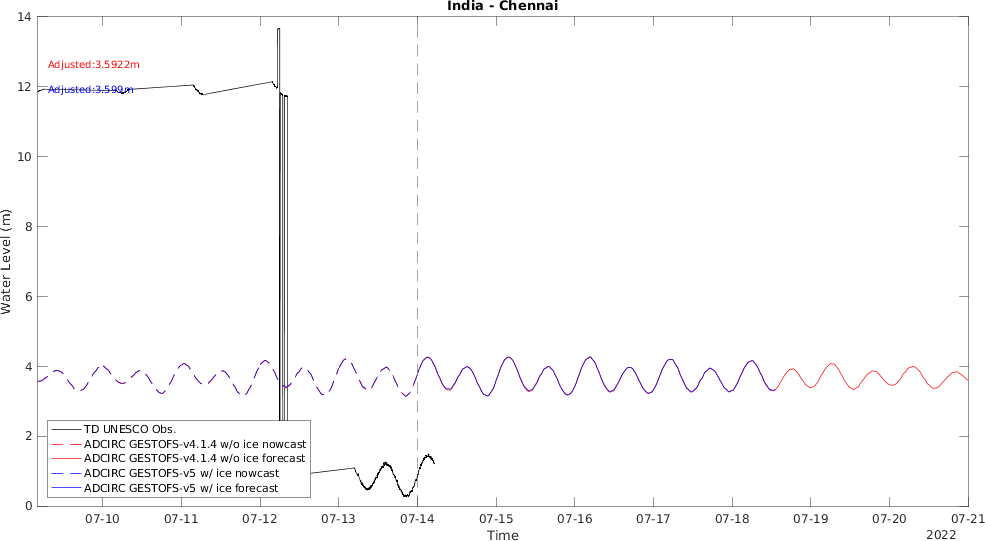 India - Chennai
14
12
10
8
6
4
2
0
Water Level (m)
Adjusted:3.5922m
Adjusted:3.599m
TD UNESCO Obs.
ADCIRC GESTOFS-v4.1.4 w/o ice nowcast
ADCIRC GESTOFS-v4.1.4 w/o ice forecast
ADCIRC GESTOFS-v5 w/ ice nowcast
ADCIRC GESTOFS-v5 w/ ice forecast
07-10 07-11 07-12 07-13 07-14 07-15 07-16 07-17 07-18 07-19 07-20 07-21
Time
2022